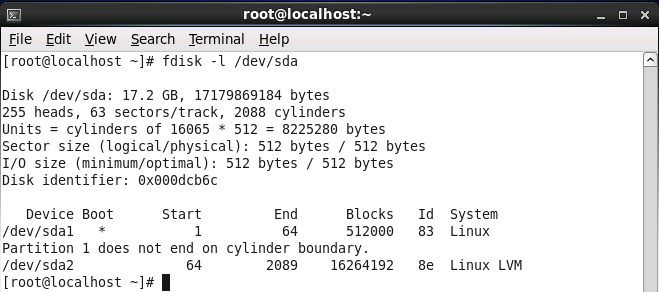 root@localhost:~
File Edit View Search Terminal Help
[root@localhost ~]# fdisk -l /dev/sda
Disk /dev/sda: 17.2 GB, 17179869184 bytes
255 heads, 63 sectors/track, 2088 cylinders
Units = cylinders of 16065 * 512 = 8225280 bytes
Sector size (logical/physical): 512 bytes / 512 bytes
I/O size (minimum/optimal): 512 bytes / 512 bytes
Disk identifier: 0x000dcb6c
Device Boot Start End Blocks Id System
/dev/sda1 * 1 64 512000 83 Linux
Partition 1 does not end on cylinder boundary.
/dev/sda2 64 2089 16264192 8e Linux LVM
[root@localhost ~]#